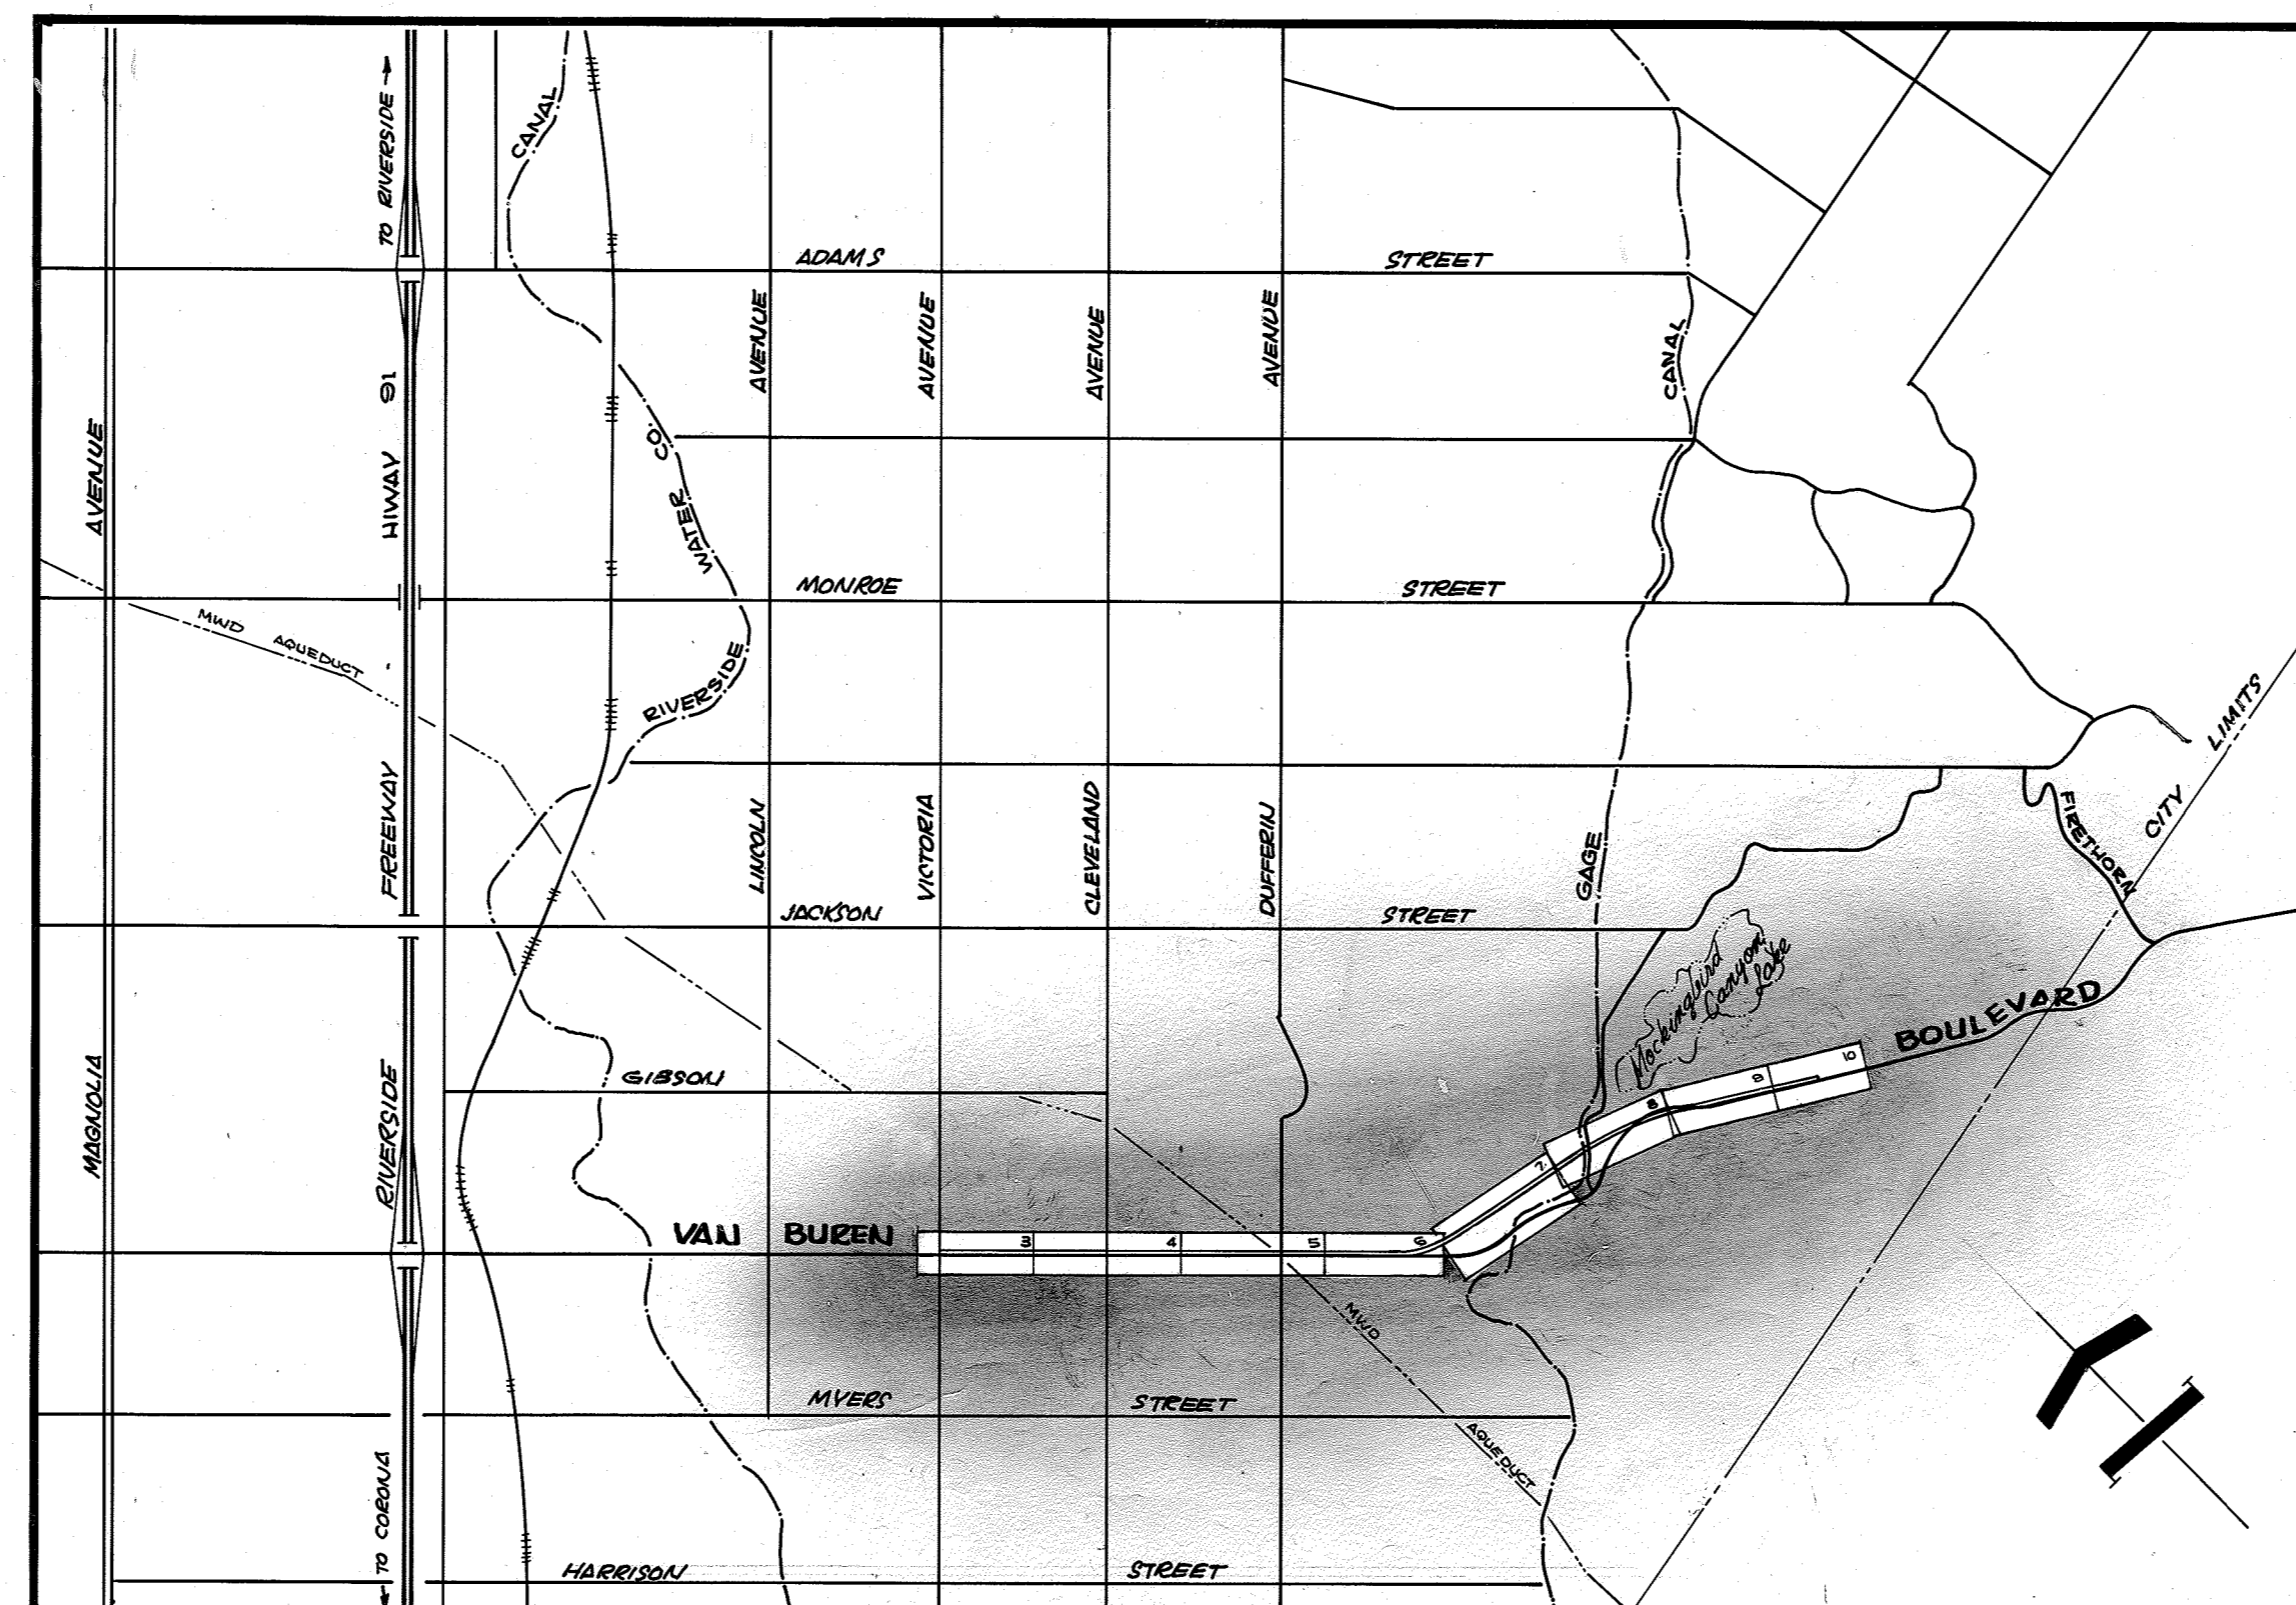 TO RIVERSIDE →
CANAL
ADAMS STREET
AVENUE
AVENUE
AVENUE
AVENUE
CANAL
AVENUE
HIWAY 91
WATER CO.
MONROE STREET
MWD AQUEDUCT
RIVERSIDE
CITY LIMITS
FREEWAY
LINCOLN
VICTORIA
CLEVELAND
DUFFERIN
GAGE
FIRETHORN
JACKSON STREET
Mockingbird
Canyon
Lake
BOULEVARD
MAGNOLIA
RIVERSIDE
GIBSON
VAN BUREN
3
4
5
6
7
8
9
10
MWD AQUEDUCT
MYERS STREET
← TO CORONA
HARRISON STREET